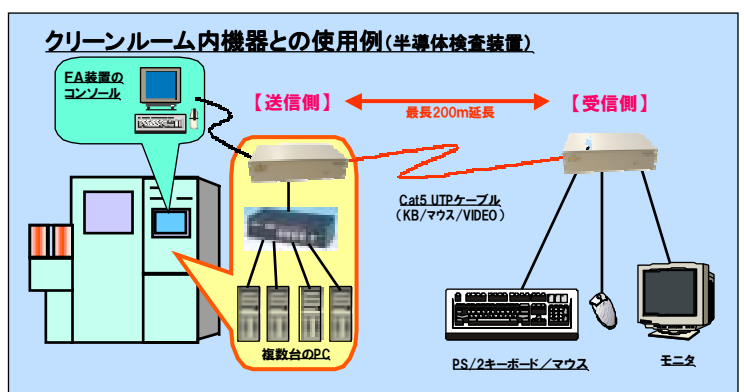 クリーンルーム内機器との使用例(半導体検査装置)
FA装置の
コンソール
【送信側】
最長200m延長
【受信側】
Cat5 UTPケーブル
(KB/マウス/VIDEO)
複数台のPC
PS/2キーボード/マウス
モニタ